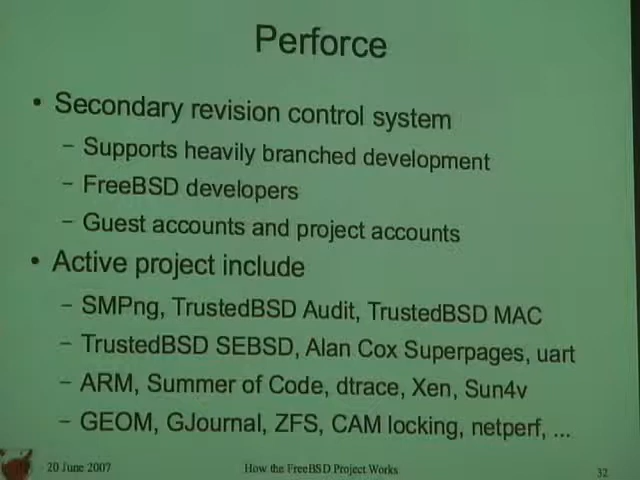 Perforce
• Secondary revision control system
– Supports heavily branched development
– FreeBSD developers
– Guest accounts and project accounts
• Active project include
– SMPng, TrustedBSD Audit, TrustedBSD MAC
– TrustedBSD SEBSD, Alan Cox Superpages, uart
– ARM, Summer of Code, dtrace, Xen, Sun4v
– GEOM, GJournal, ZFS, CAM locking, netperf, ...
20 June 2007 How the FreeBSD Project Works 32